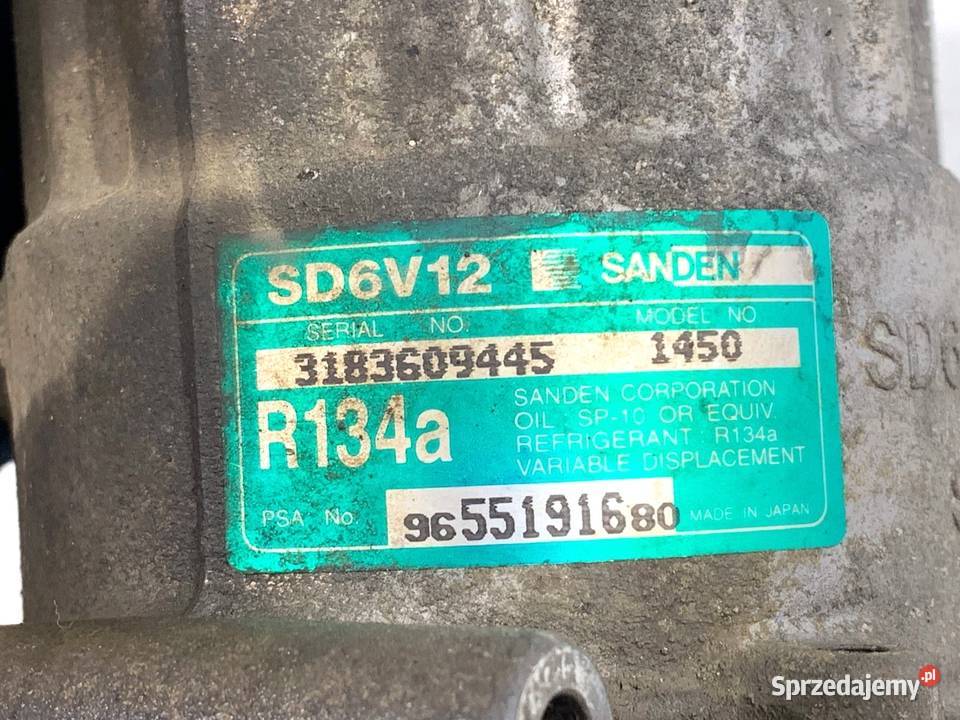 SD6V12 SANDEN
SERIAL NO. MODEL NO
3183609445 1450
R134a
SANDEN CORPORATION
OIL : SP-10 OR EQUIV.
REFRIGERANT : R134a
VARIABLE DISPLACEMENT
PSA No. 9655191680 MADE IN JAPAN
SD6
Sprzedajemy.pl